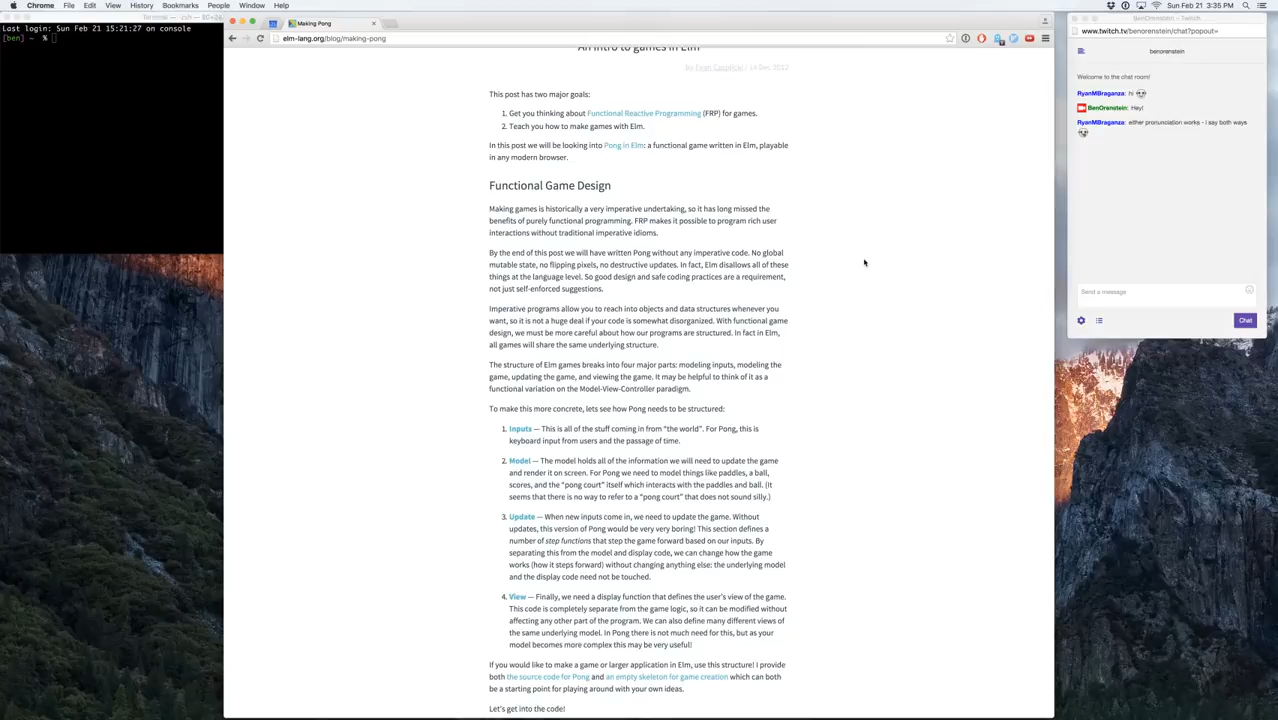 Chrome File Edit View History Bookmarks People Window Help
Sun Feb 21 3:35 PM
Last login: Sun Feb 21 15:21:27 on console
[ben] ~ %
Making Pong
elm-lang.org/blog/making-pong
An intro to games in Elm
by Evan Czaplicki / 14 Dec, 2012
This post has two major goals:
1. Get you thinking about Functional Reactive Programming (FRP) for games.
2. Teach you how to make games with Elm.
In this post we will be looking into Pong in Elm: a functional game written in Elm, playable
in any modern browser.
Functional Game Design
Making games is historically a very imperative undertaking, so it has long missed the
benefits of purely functional programming. FRP makes it possible to program rich user
interactions without traditional imperative idioms.
By the end of this post we will have written Pong without any imperative code. No global
mutable state, no flipping pixels, no destructive updates. In fact, Elm disallows all of these
things at the language level. So good design and safe coding practices are a requirement,
not just self-enforced suggestions.
Imperative programs allow you to reach into objects and data structures whenever you
want, so it is not a huge deal if your code is somewhat disorganized. With functional game
design, we must be more careful about how our programs are structured. In fact in Elm,
all games will share the same underlying structure.
The structure of Elm games breaks into four major parts: modeling inputs, modeling the
game, updating the game, and viewing the game. It may be helpful to think of it as a
functional variation on the Model-View-Controller paradigm.
To make this more concrete, lets see how Pong needs to be structured:
1. Inputs — This is all of the stuff coming in from “the world”. For Pong, this is
keyboard input from users and the passage of time.
2. Model — The model holds all of the information we will need to update the game
and render it on screen. For Pong we need to model things like paddles, a ball,
scores, and the “pong court” itself which interacts with the paddles and ball. (It
seems that there is no way to refer to a “pong court” that does not sound silly.)
3. Update — When new inputs come in, we need to update the game. Without
updates, this version of Pong would be very very boring! This section defines a
number of step functions that step the game forward based on our inputs. By
separating this from the model and display code, we can change how the game
works (how it steps forward) without changing anything else: the underlying model
and the display code need not be touched.
4. View — Finally, we need a display function that defines the user's view of the game.
This code is completely separate from the game logic, so it can be modified without
affecting any other part of the program. We can also define many different views of
the same underlying model. In Pong there is not much need for this, but as your
model becomes more complex this may be very useful!
If you would like to make a game or larger application in Elm, use this structure! I provide
both the source code for Pong and an empty skeleton for game creation which can both
be a starting point for playing around with your own ideas.
Let's get into the code!
BenOrenstein - Twitch
www.twitch.tv/benorenstein/chat?popout=
benorenstein
Welcome to the chat room!
RyanMBraganza: hi
BenOrenstein: Hey!
RyanMBraganza: either pronunciation works - i say both ways
Send a message
Chat